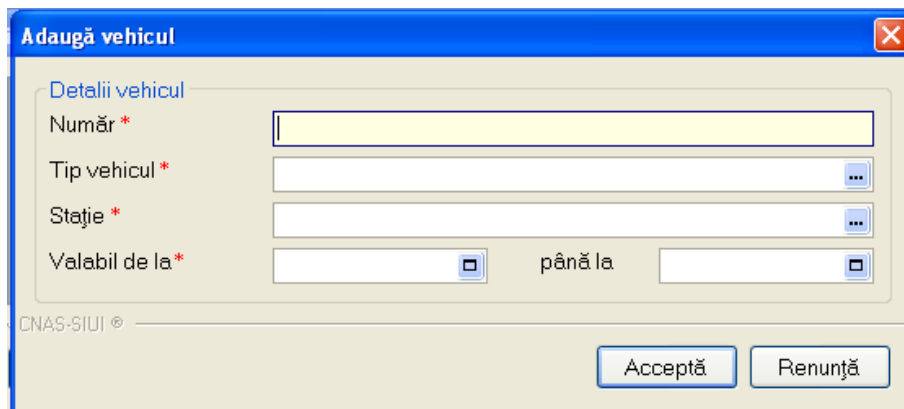 Adaugă vehicul
Detalii vehicul
Număr *
Tip vehicul *
...
Staţie *
...
Valabil de la *
până la
CNAS-SIUI ®
Acceptă
Renunţă